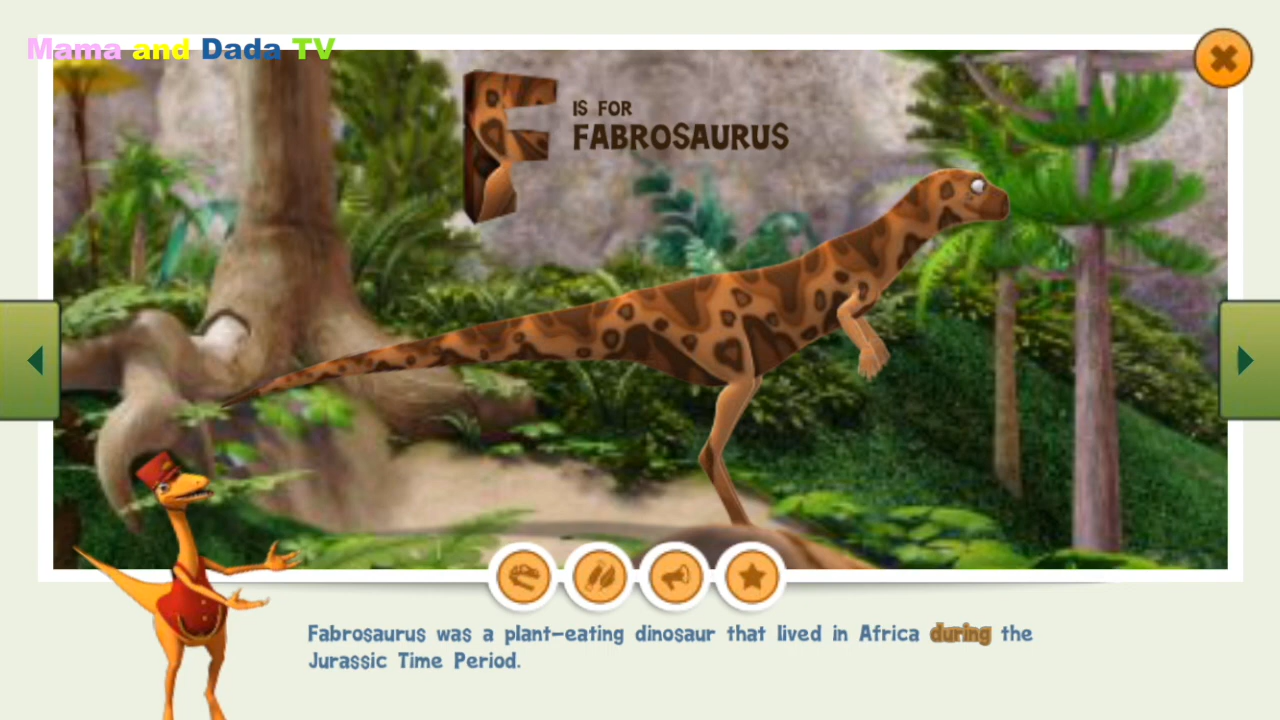 Mama and Dada TV
F
IS FOR
FABROSAURUS
Fabrosaurus was a plant-eating dinosaur that lived in Africa during the
Jurassic Time Period.